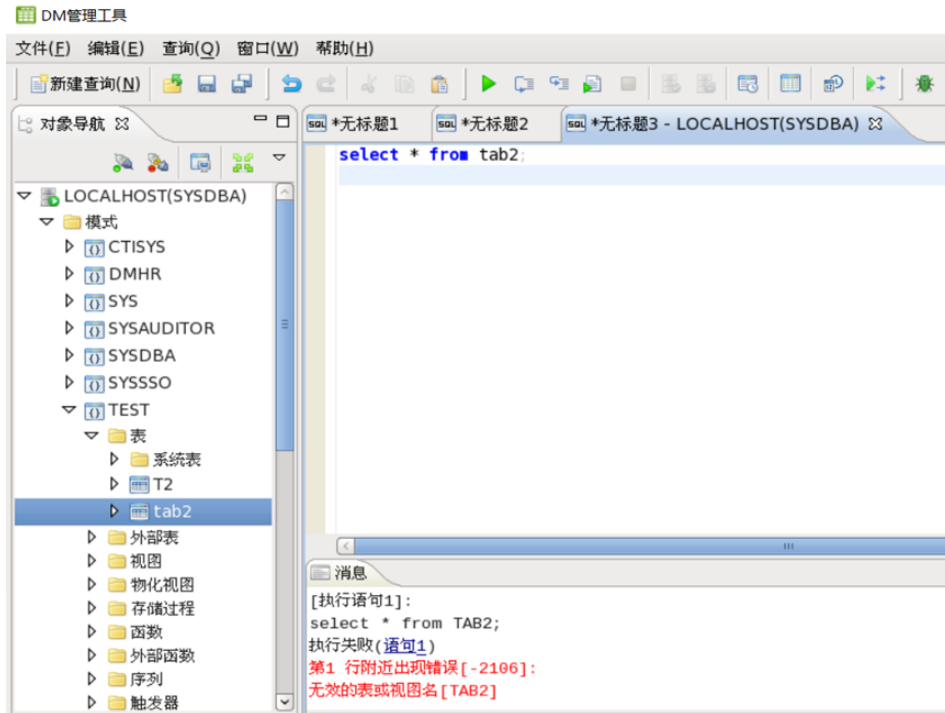 DM管理工具
文件(F) 编辑(E) 查询(Q) 窗口(W) 帮助(H)
新建查询(N)
对象导航
*无标题1 *无标题2 *无标题3 - LOCALHOST(SYSDBA)
select * from tab2;
LOCALHOST(SYSDBA)
模式
CTISYS
DMHR
SYS
SYSAUDITOR
SYSDBA
SYSSSO
TEST
表
系统表
T2
tab2
外部表
视图
物化视图
存储过程
函数
外部函数
序列
触发器
消息
[执行语句1]:
select * from TAB2;
执行失败(语句1)
第1 行附近出现错误[-2106]:
无效的表或视图名[TAB2]